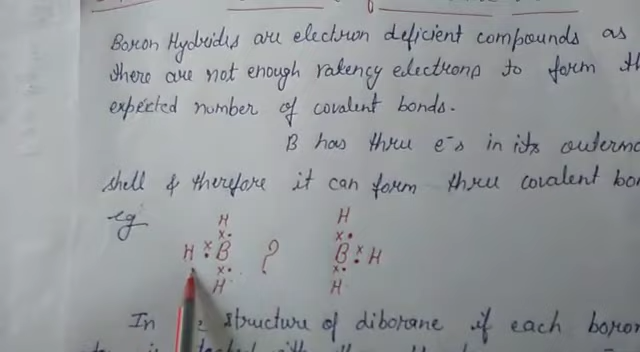 Boron Hydrides are electron deficient compounds as
there are not enough valency electrons to form
expected number of covalent bonds.
B has three e⁻s in its
shell & therefore it can form three covalent
eg
H H
x• x•
H x• B ? B •x H
x• x•
H H
In structure of diborane if each boron